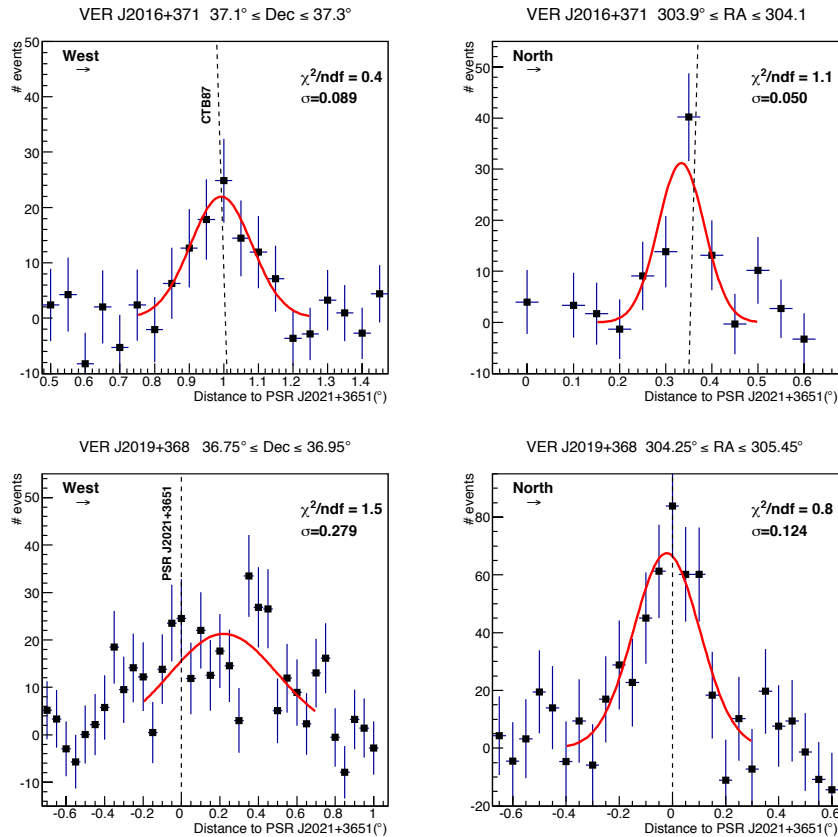 VER J2016+371 37.1° ≤ Dec ≤ 37.3°
# events
50
40
30
20
10
0
-10
West
→
CTB87
χ²/ndf = 0.4
σ=0.089
0.5 0.6 0.7 0.8 0.9 1 1.1 1.2 1.3 1.4
Distance to PSR J2021+3651(°)
VER J2016+371 303.9° ≤ RA ≤ 304.1
# events
50
40
30
20
10
0
-10
North
→
χ²/ndf = 1.1
σ=0.050
0 0.1 0.2 0.3 0.4 0.5 0.6
Distance to PSR J2021+3651(°)
VER J2019+368 36.75° ≤ Dec ≤ 36.95°
# events
50
40
30
20
10
0
-10
West
→
PSR J2021+3651
χ²/ndf = 1.5
σ=0.279
-0.6 -0.4 -0.2 0 0.2 0.4 0.6 0.8 1
Distance to PSR J2021+3651(°)
VER J2019+368 304.25° ≤ RA ≤ 305.45°
# events
80
60
40
20
0
-20
North
→
χ²/ndf = 0.8
σ=0.124
-0.6 -0.4 -0.2 0 0.2 0.4 0.6
Distance to PSR J2021+3651(°)